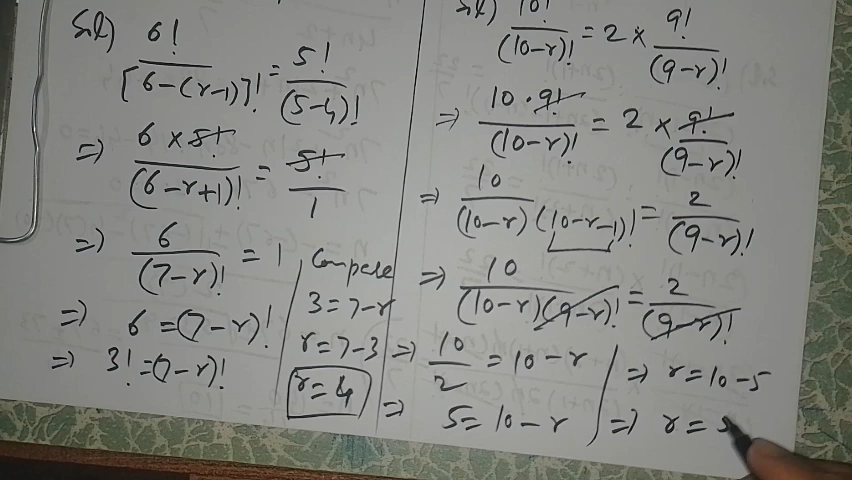 Sol) 6! / [6-(r-1)]! = 5! / (5-4)!
=) 6 × 5! / (6-r+1)! = 5! / 1
=) 6 / (7-r)! = 1
=) 6 = (7-r)!
=) 3! = (7-r)!
Compare
3 = 7-r
r = 7-3
r = 4
Sol) 10! / (10-r)! = 2 × 9! / (9-r)!
=) 10 · 9! / (10-r)! = 2 × 9! / (9-r)!
=) 10 / (10-r)(10-r-1)! = 2 / (9-r)!
=) 10 / (10-r)(9-r)! = 2 / (9-r)!
=) 10 / 2 = 10-r
=) 5 = 10-r
=) r = 10-5
=) r = 5